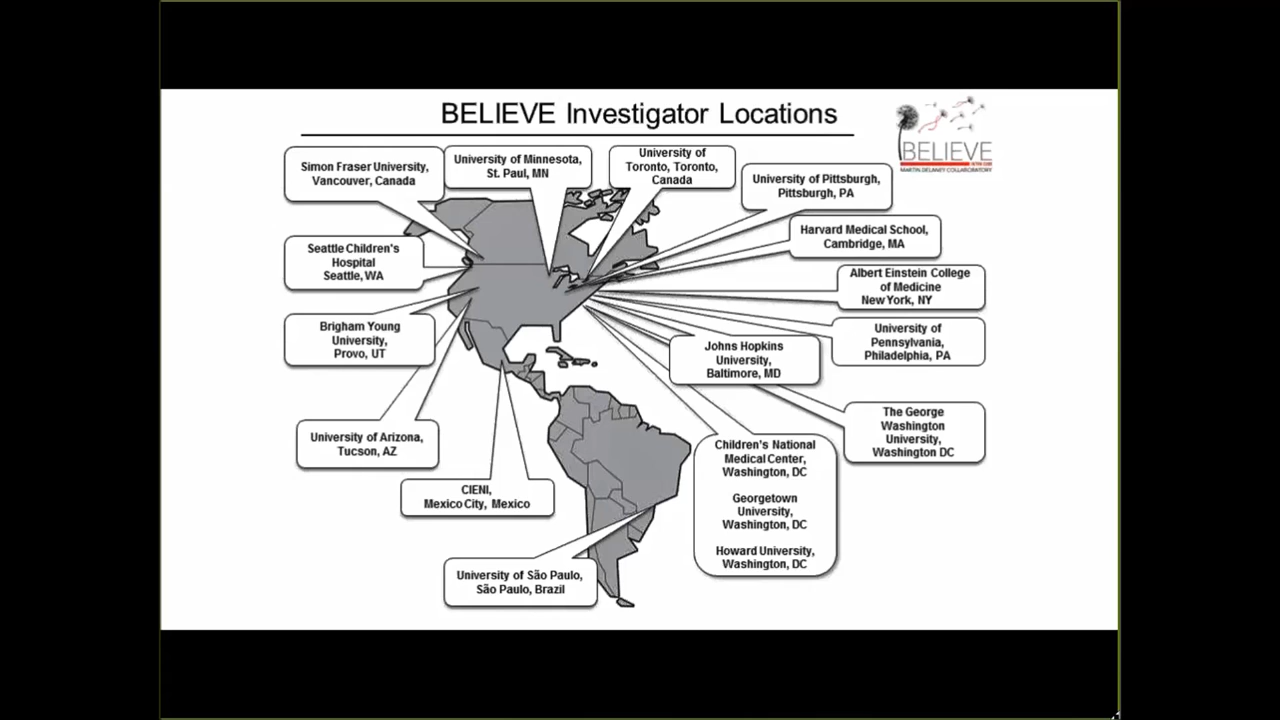 BELIEVE Investigator Locations
BELIEVE
MARTIN DELANEY COLLABORATORY
Simon Fraser University,
Vancouver, Canada
University of Minnesota,
St. Paul, MN
University of
Toronto, Toronto,
Canada
University of Pittsburgh,
Pittsburgh, PA
Harvard Medical School,
Cambridge, MA
Seattle Children's
Hospital
Seattle, WA
Albert Einstein College
of Medicine
New York, NY
Brigham Young
University,
Provo, UT
University of
Pennsylvania,
Philadelphia, PA
Johns Hopkins
University,
Baltimore, MD
University of Arizona,
Tucson, AZ
The George
Washington
University,
Washington DC
Children's National
Medical Center,
Washington, DC
Georgetown
University,
Washington, DC
Howard University,
Washington, DC
CIENI,
Mexico City, Mexico
University of São Paulo,
São Paulo, Brazil